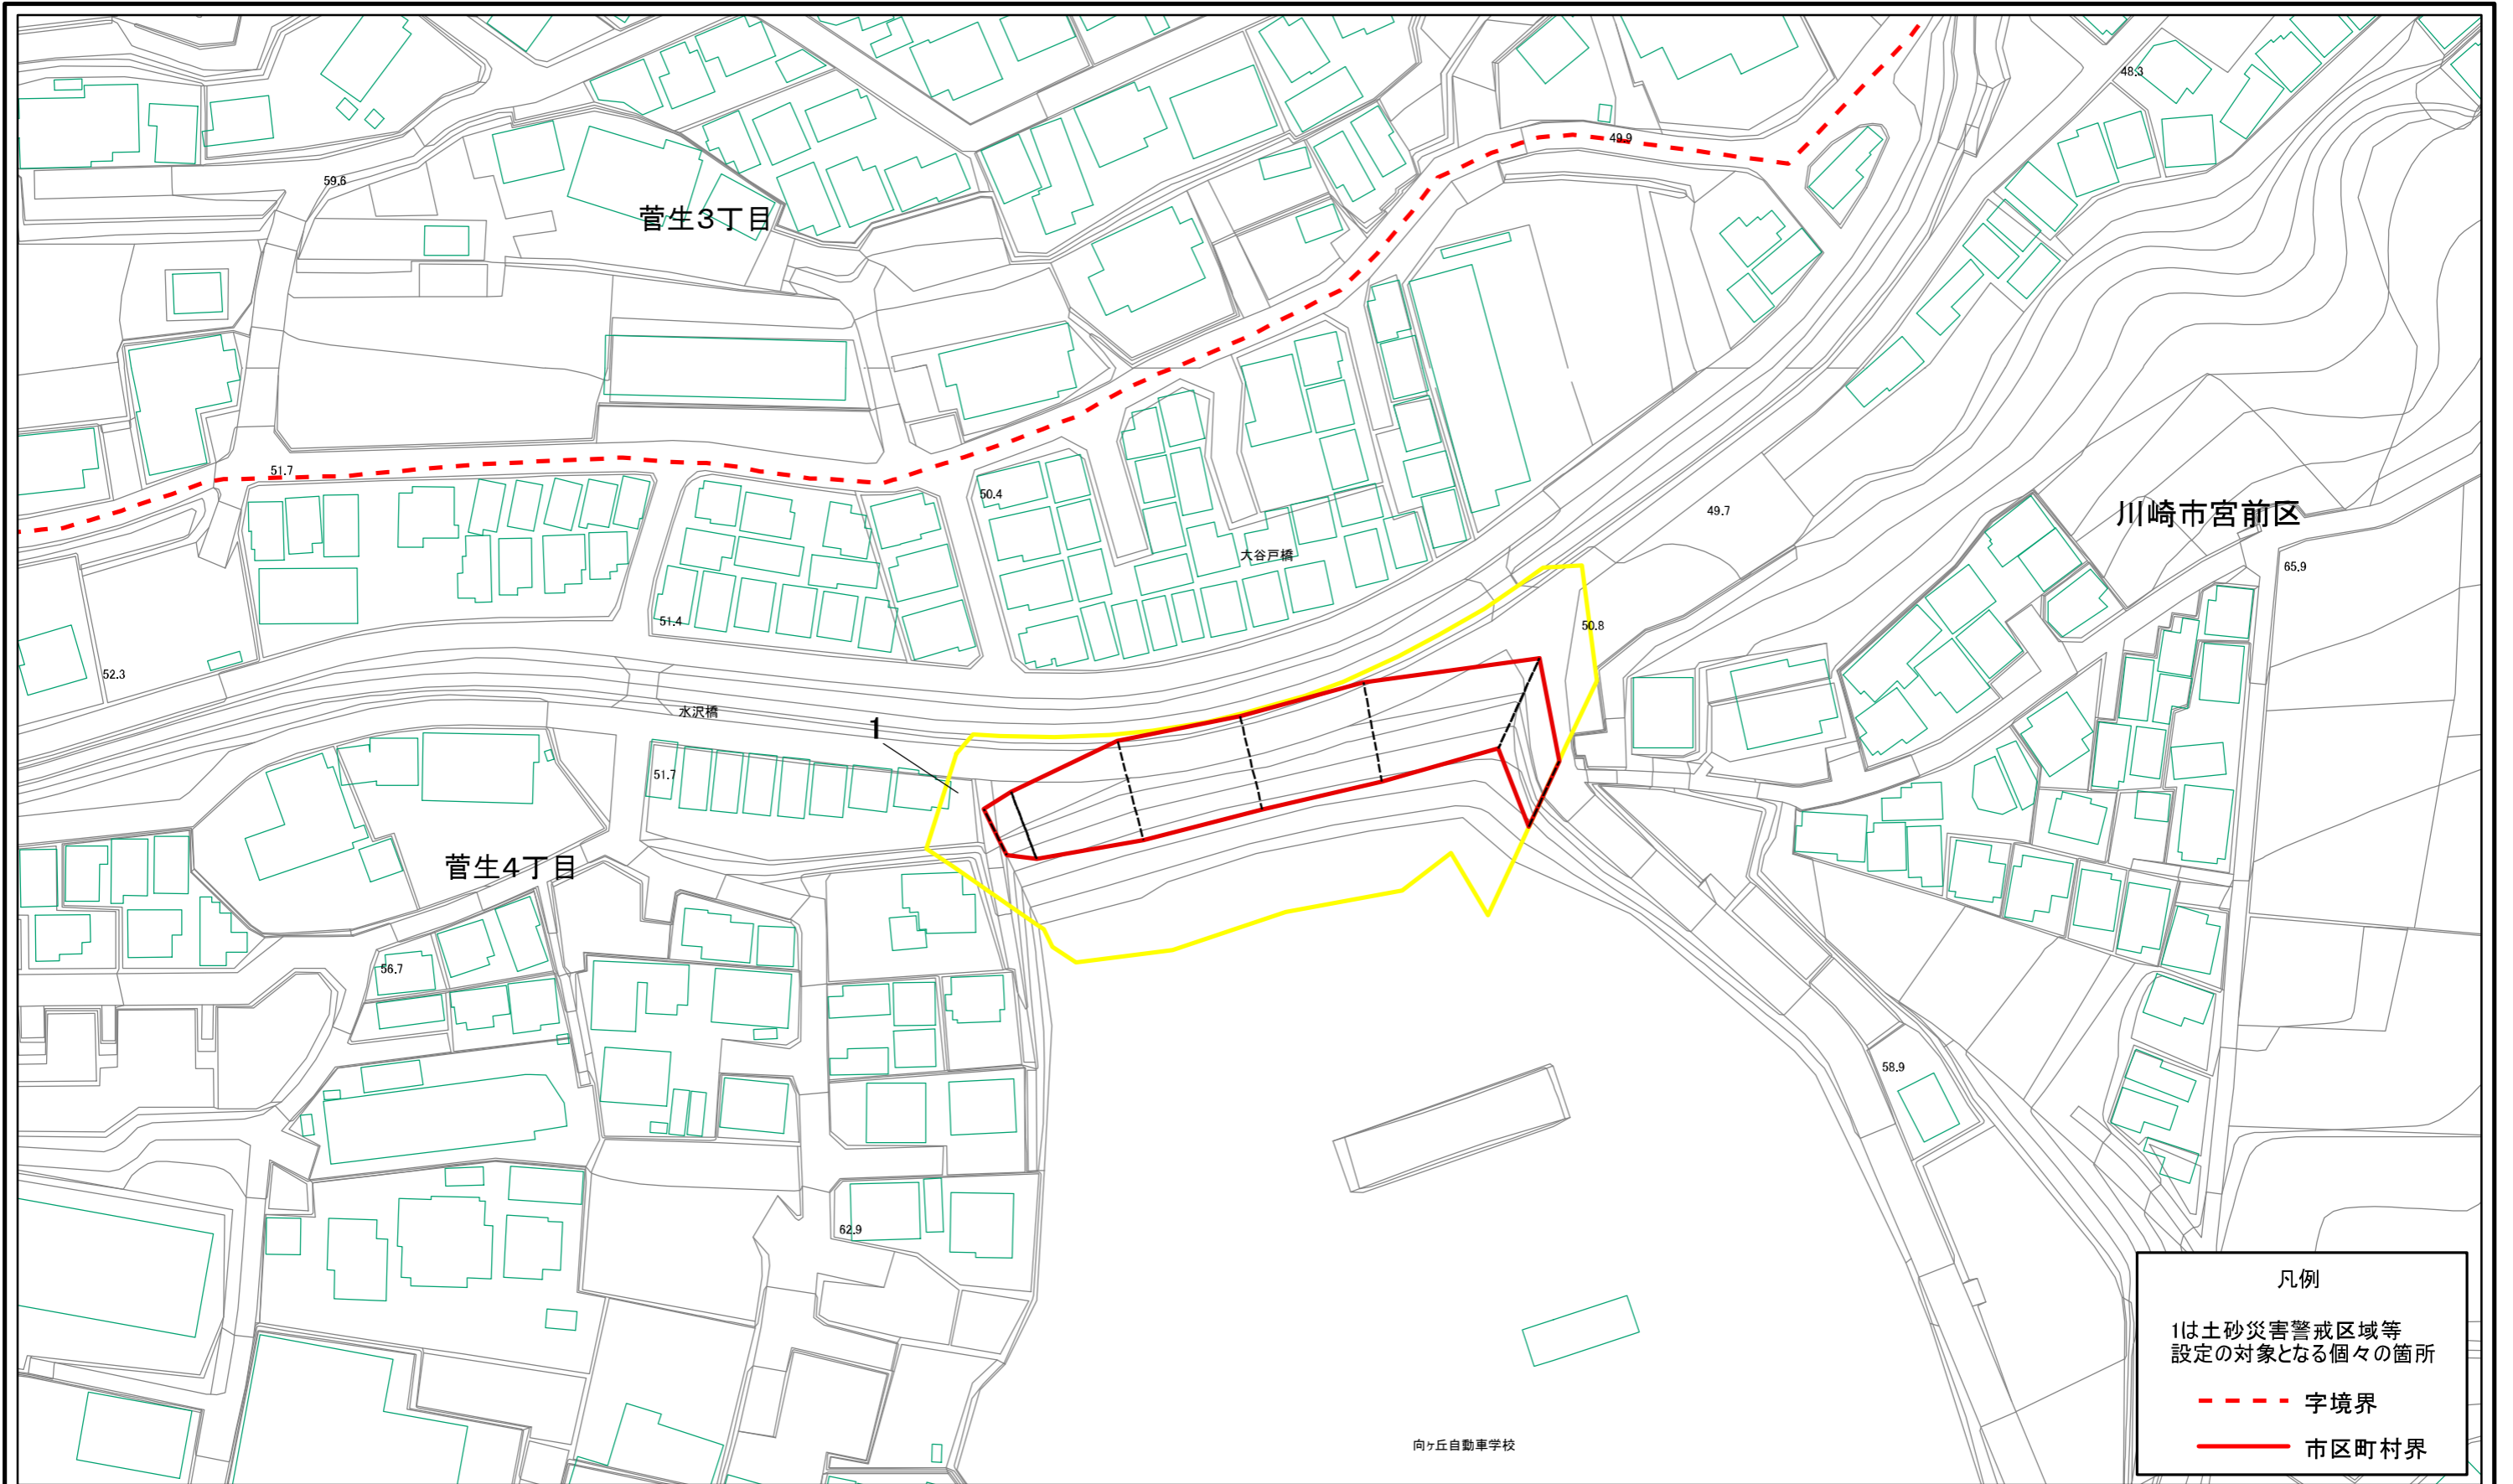 48.3
49.9
59.6
菅生3丁目
51.7
50.4
49.7
川崎市宮前区
大谷戸橋
65.9
51.4
50.8
52.3
水沢橋
1
51.7
菅生4丁目
56.7
58.9
62.9
向ヶ丘自動車学校
凡例
1は土砂災害警戒区域等
設定の対象となる個々の箇所
字境界
市区町村界